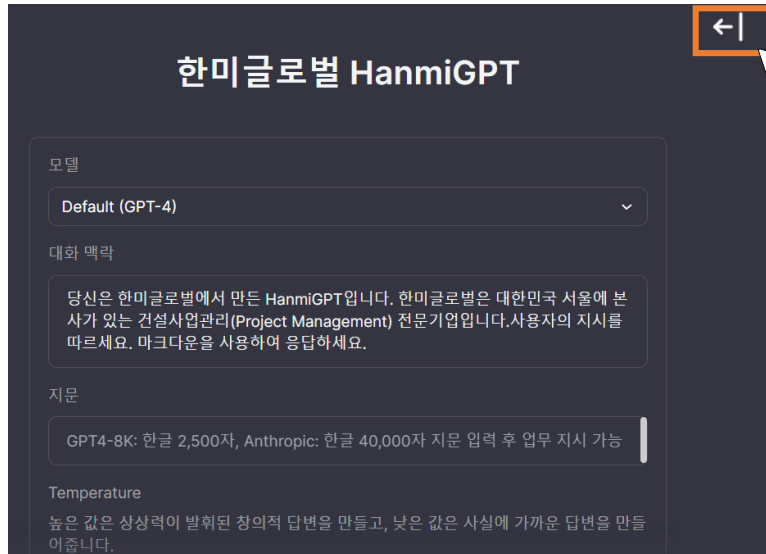 한미글로벌 HanmiGPT
모델
Default (GPT-4)
대화 맥락
당신은 한미글로벌에서 만든 HanmiGPT입니다. 한미글로벌은 대한민국 서울에 본
사가 있는 건설사업관리(Project Management) 전문기업입니다.사용자의 지시를
따르세요. 마크다운을 사용하여 응답하세요.
지문
GPT4-8K: 한글 2,500자, Anthropic: 한글 40,000자 지문 입력 후 업무 지시 가능
Temperature
높은 값은 상상력이 발휘된 창의적 답변을 만들고, 낮은 값은 사실에 가까운 답변을 만들
어줍니다.